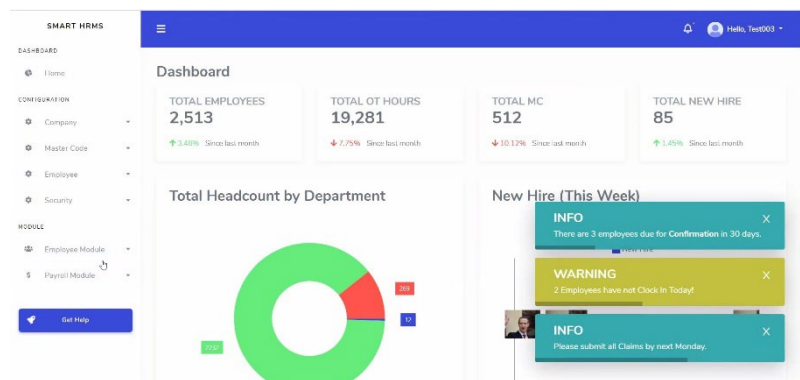 SMART HRMS
DASHBOARD
Home
CONFIGURATION
Company
Master Code
Employee
Security
MODULE
Employee Module
Payroll Module
Get Help
Hello, Test003
Dashboard
TOTAL EMPLOYEES
2,513
3.48% Since last month
TOTAL OT HOURS
19,281
7.75% Since last month
TOTAL MC
512
10.12% Since last month
TOTAL NEW HIRE
85
1.45% Since last month
Total Headcount by Department
269
12
New Hire (This Week)
New Hire
INFO
X
There are 3 employees due for Confirmation in 30 days.
WARNING
X
2 Employees have not Clock In Today!
INFO
X
Please submit all Claims by next Monday.